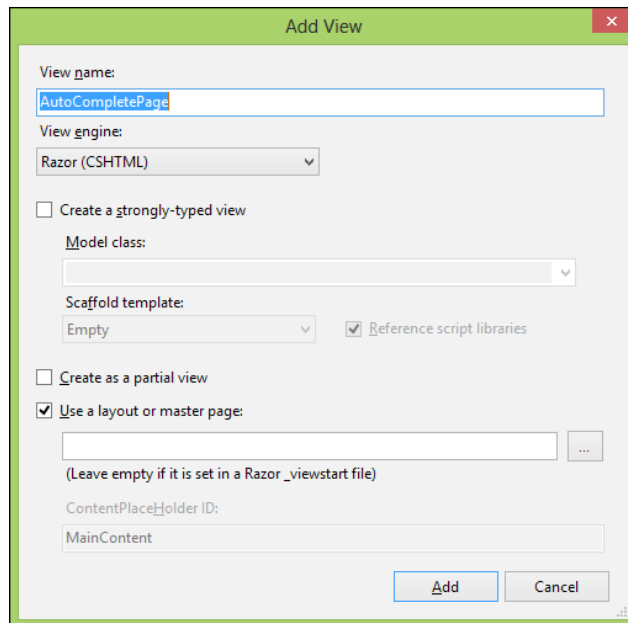 Add View
View name:
AutoCompletePage
View engine:
Razor (CSHTML)
Create a strongly-typed view
Model class:
Scaffold template:
Empty
Reference script libraries
Create as a partial view
Use a layout or master page:
...
(Leave empty if it is set in a Razor _viewstart file)
ContentPlaceHolder ID:
MainContent
Add Cancel